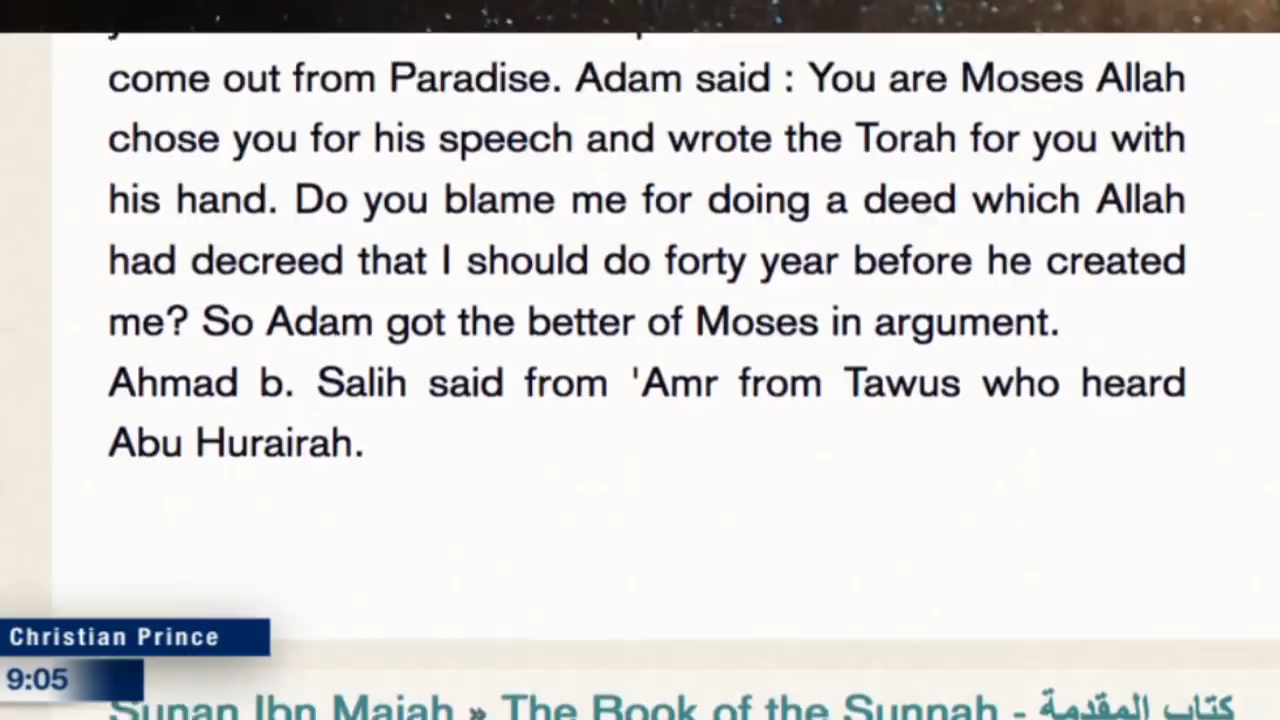 come out from Paradise. Adam said : You are Moses Allah
chose you for his speech and wrote the Torah for you with
his hand. Do you blame me for doing a deed which Allah
had decreed that I should do forty year before he created
me? So Adam got the better of Moses in argument.
Ahmad b. Salih said from 'Amr from Tawus who heard
Abu Hurairah.
Christian Prince
9:05
Sunan Ibn Majah » The Book of the Sunnah - كتاب المقدمة